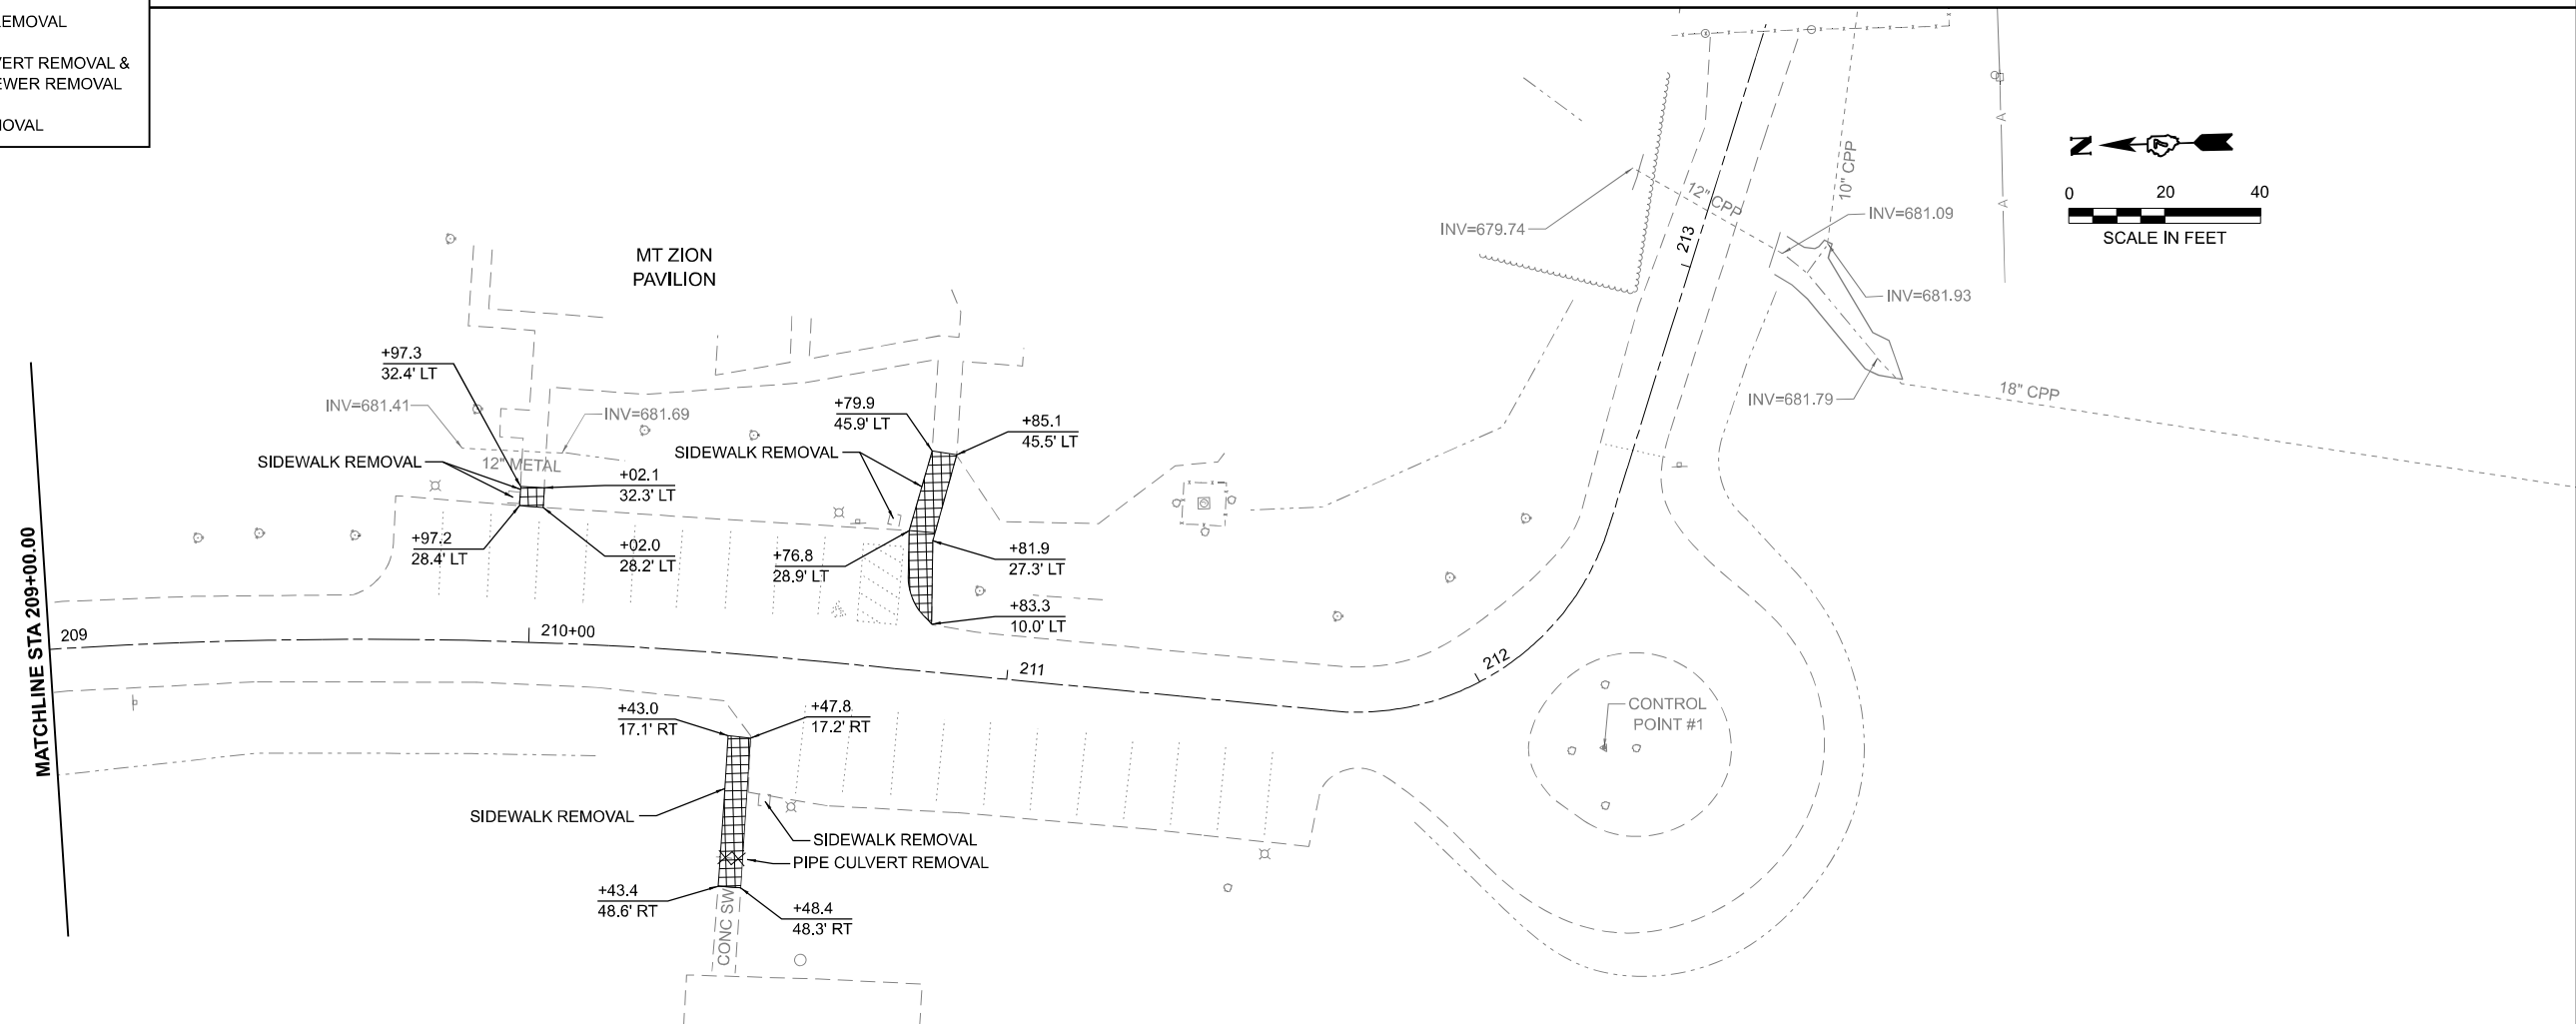 EMOVAL
VERT REMOVAL &
EWER REMOVAL
MOVAL
N
0 20 40
SCALE IN FEET
MT ZION
PAVILION
12" CPP
10" CPP
A
A
213
INV=679.74
INV=681.09
INV=681.93
INV=681.79
18" CPP
+97.3
32.4' LT
INV=681.41
INV=681.69
12" METAL
SIDEWALK REMOVAL
+02.1
32.3' LT
+97.2
28.4' LT
+02.0
28.2' LT
+79.9
45.9' LT
+85.1
45.5' LT
SIDEWALK REMOVAL
+76.8
28.9' LT
+81.9
27.3' LT
+83.3
10.0' LT
MATCHLINE STA 209+00.00
209
210+00
211
212
+43.0
17.1' RT
+47.8
17.2' RT
CONTROL
POINT #1
SIDEWALK REMOVAL
SIDEWALK REMOVAL
PIPE CULVERT REMOVAL
+43.4
48.6' RT
+48.4
48.3' RT
CONC SW